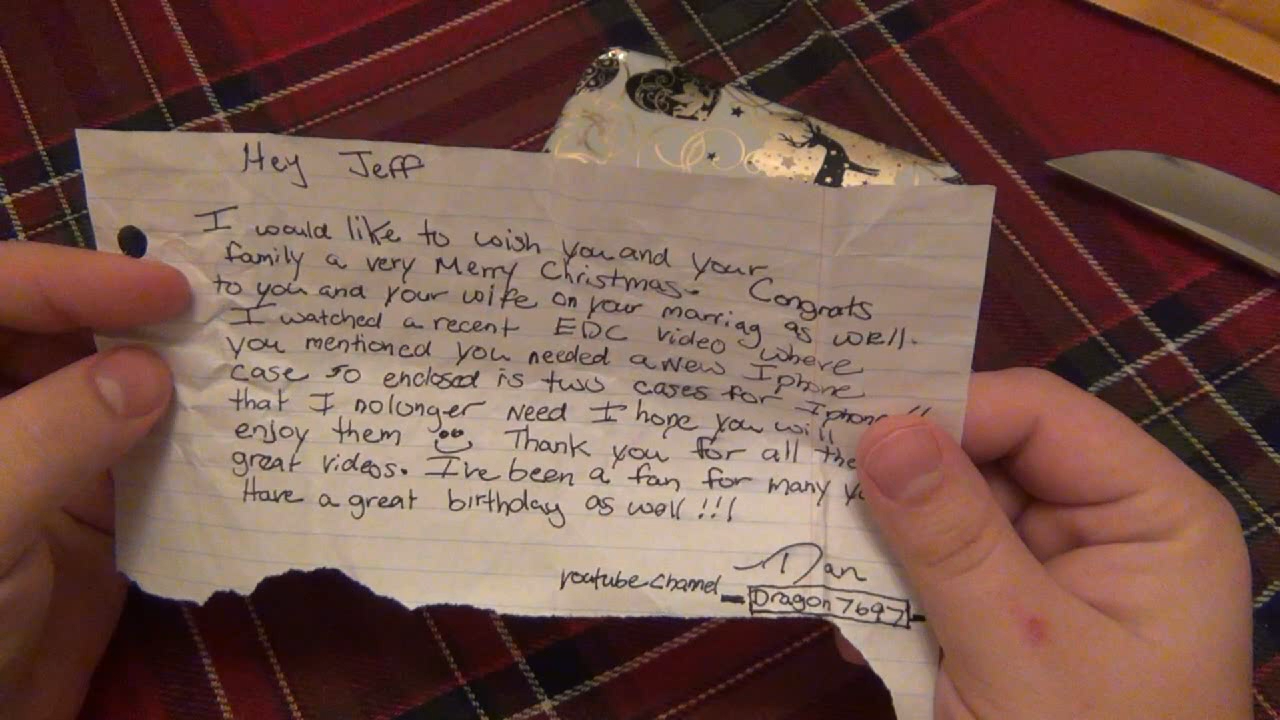 Hey Jeff
I would like to wish you and your
family a very Merry Christmas. Congrats
to you and your wife on your marriag as well.
I watched a recent EDC video where
you mentioned you needed a new Iphone
case so enclosed is two cases for Iphone
that I nolonger need I hope you will
enjoy them Thank you for all the
great videos. I've been a fan for many
Have a great birthday as well!!!
Dan
youtube channel - Dragon7697 -